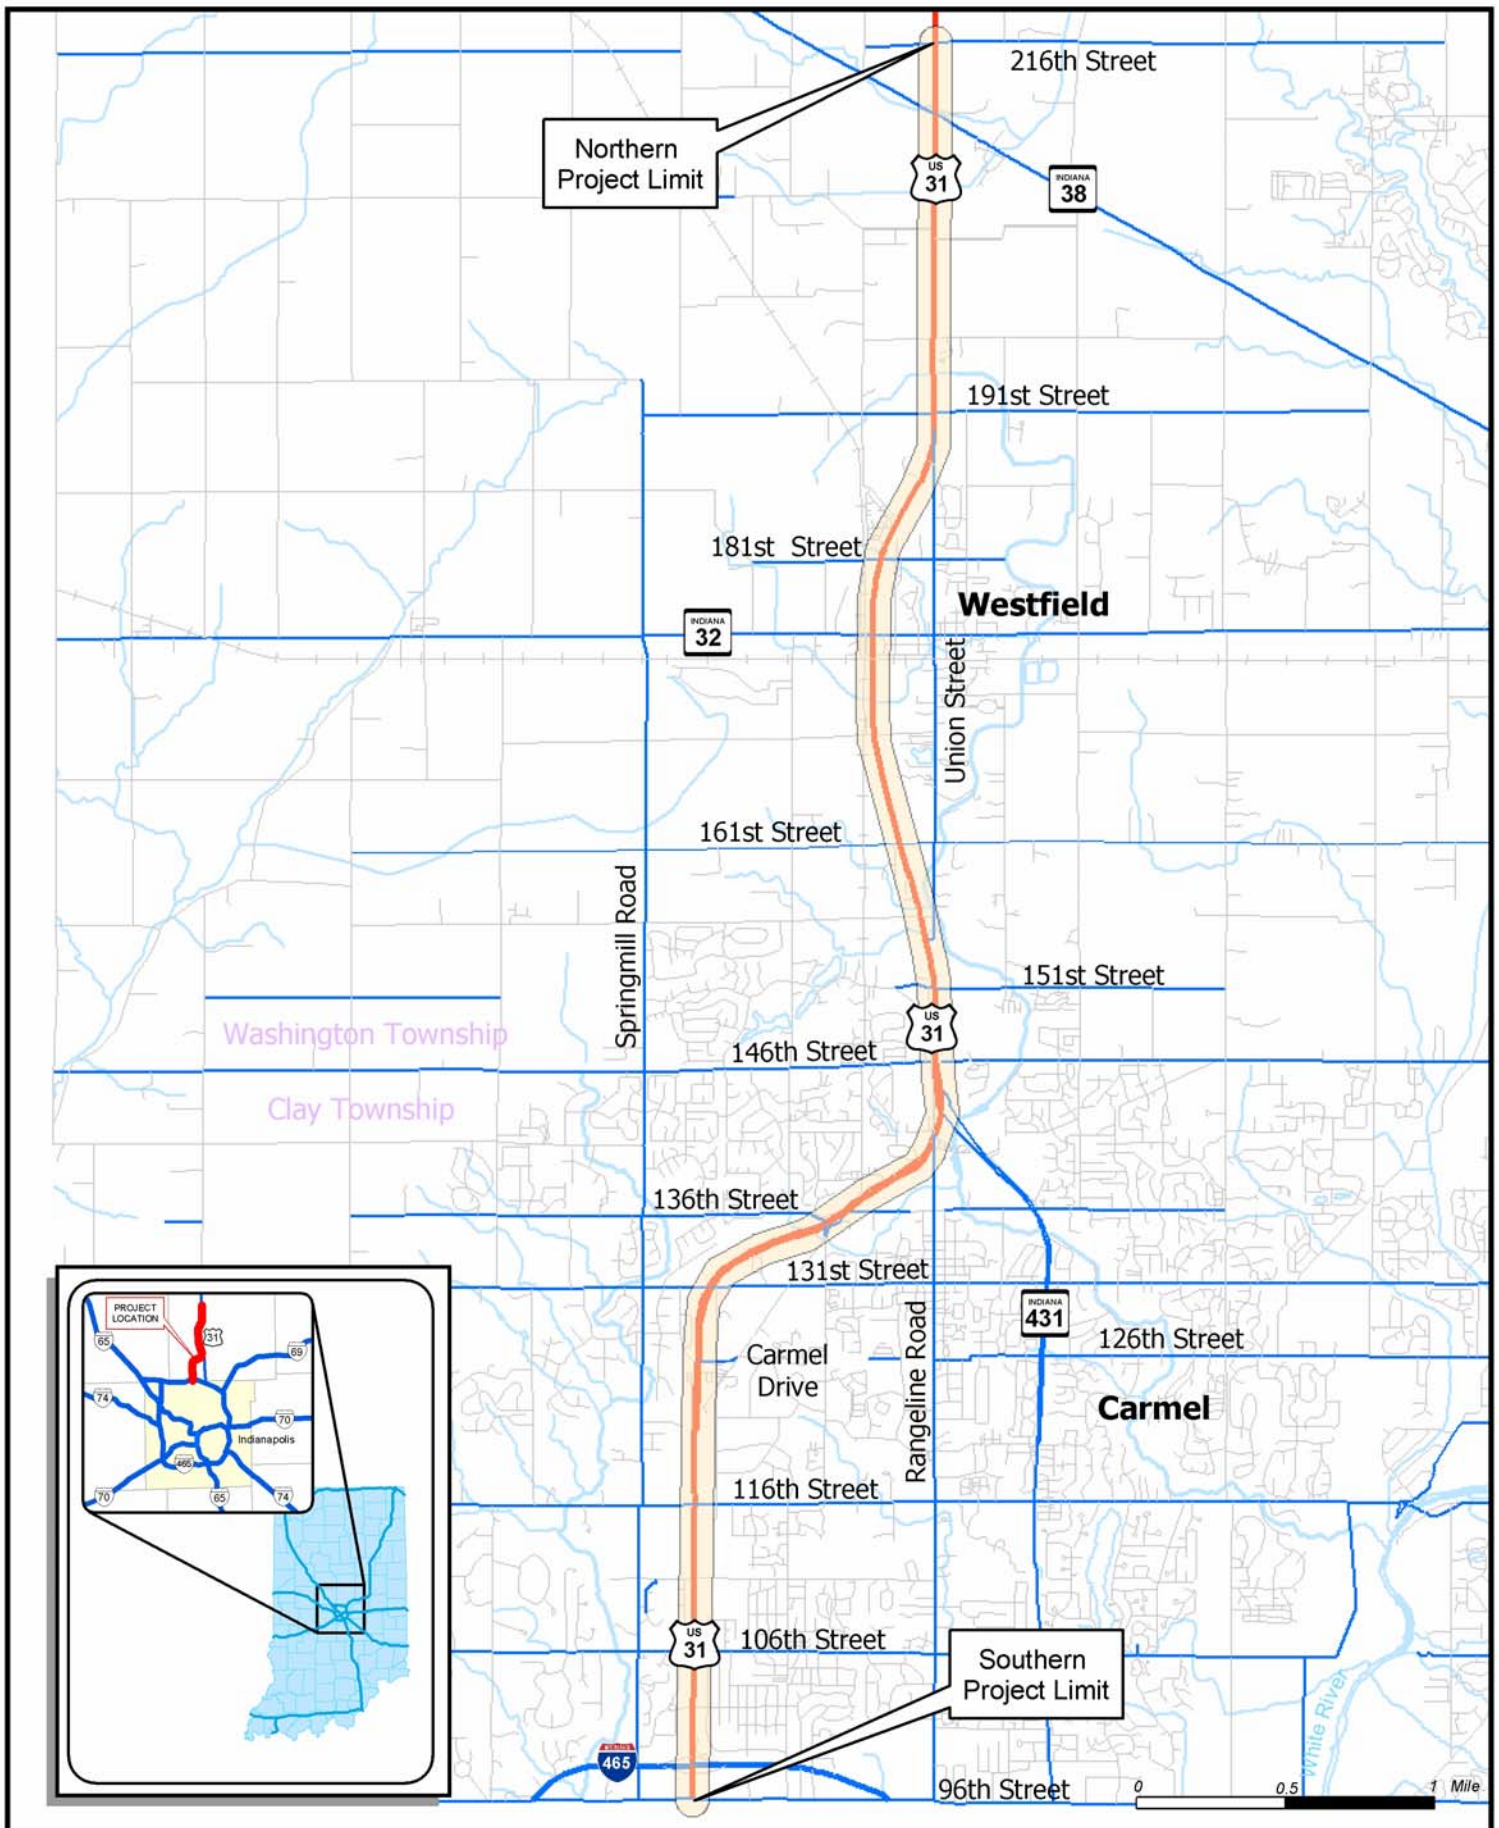 216th Street
Northern
Project Limit
US
31
INDIANA
38
191st Street
181st Street
Westfield
INDIANA
32
Union Street
161st Street
Springmill Road
151st Street
Washington Township
US
31
146th Street
Clay Township
136th Street
131st Street
PROJECT
LOCATION
31
65
69
74
70
Indianapolis
465
70
65
74
INDIANA
431
126th Street
Carmel
Drive
Rangeline Road
Carmel
116th Street
US
31
106th Street
Southern
Project Limit
White River
465
96th Street
0
0.5
1 Mile